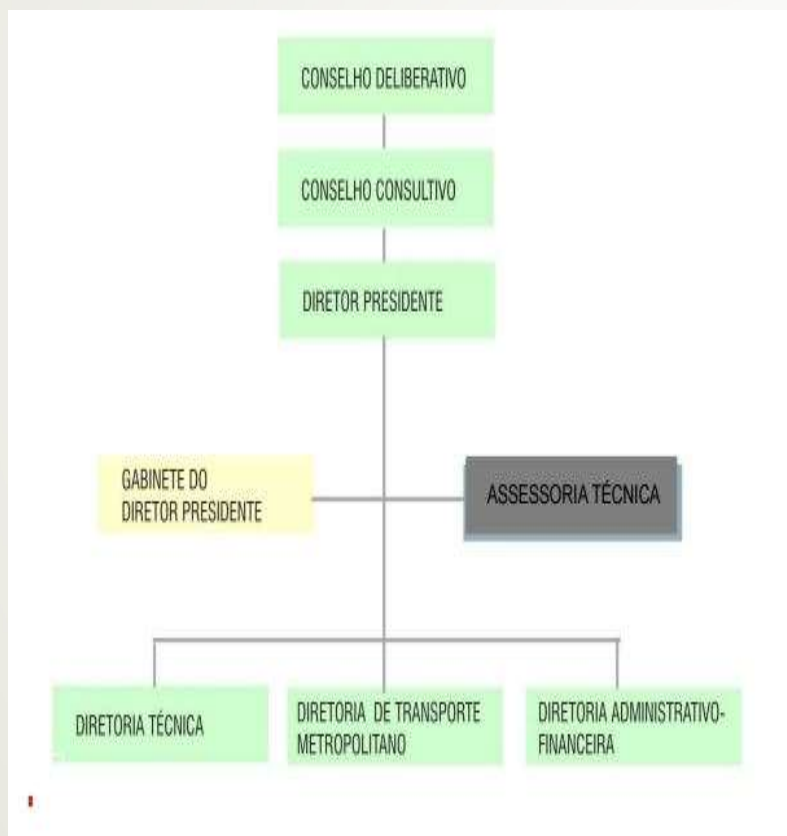 CONSELHO DELIBERATIVO
CONSELHO CONSULTIVO
DIRETOR PRESIDENTE
GABINETE DO
DIRETOR PRESIDENTE
ASSESSORIA TÉCNICA
DIRETORIA TÉCNICA
DIRETORIA DE TRANSPORTE
METROPOLITANO
DIRETORIA ADMINISTRATIVO-
FINANCEIRA